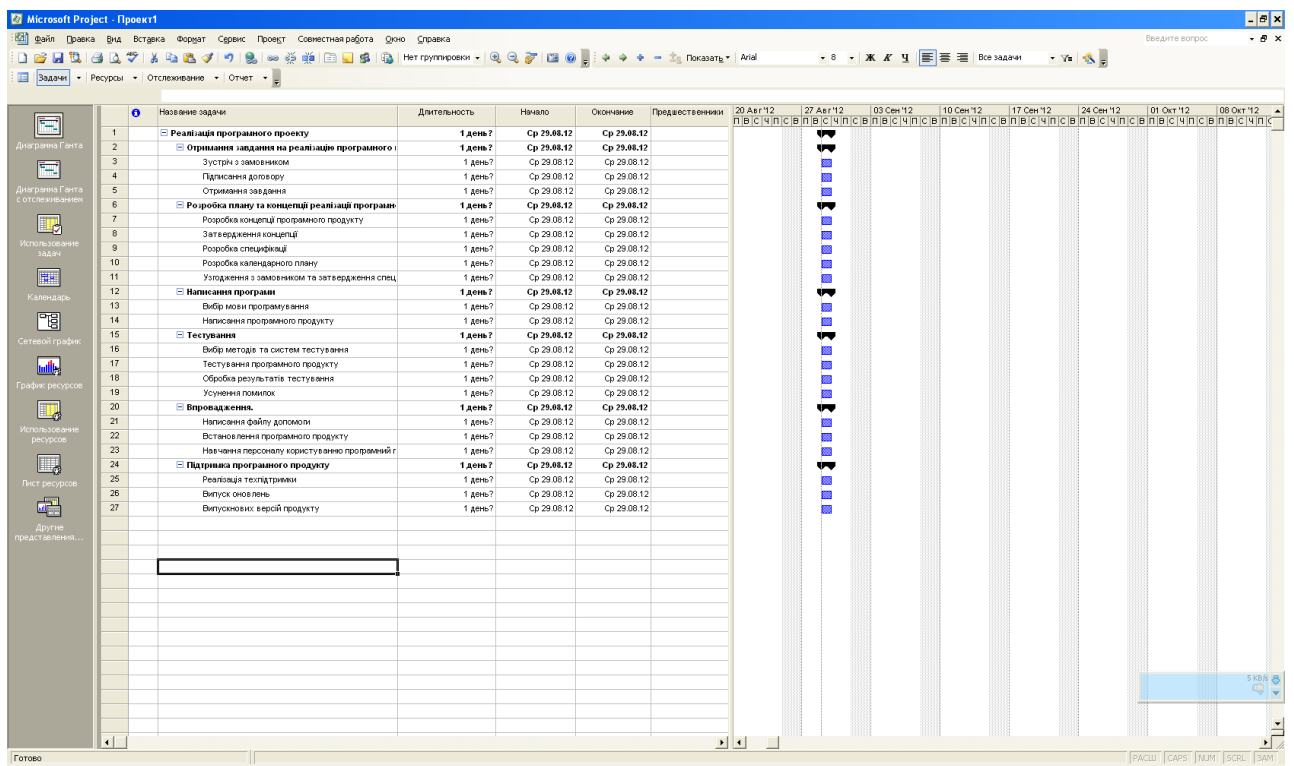 Microsoft Project - Проект1
Файл Правка Вид Вставка Формат Сервис Проект Совместная работа Окно Справка Введите вопрос
Нет группировки Показать Arial 8 Ж К Ч Все задачи
Задачи Ресурсы Отслеживание Отчет
Название задачи Длительность Начало Окончание Предшественники 20 Авг '12 27 Авг '12 03 Сен '12 10 Сен '12 17 Сен '12 24 Сен '12 01 Окт '12 08 Окт '12
П В С Ч П С В П В С Ч П С В П В С Ч П С В П В С Ч П С В П В С Ч П С В П В С Ч П С В П В С Ч П С В П В С Ч П С
1 Реалізація програмного проекту 1 день? Ср 29.08.12 Ср 29.08.12
2 Отримання завдання на реалізацію програмного 1 день? Ср 29.08.12 Ср 29.08.12
3 Зустріч з замовником 1 день? Ср 29.08.12 Ср 29.08.12
4 Підписання договору 1 день? Ср 29.08.12 Ср 29.08.12
5 Отримання завдання 1 день? Ср 29.08.12 Ср 29.08.12
6 Розробка плану та концепції реалізації програмн 1 день? Ср 29.08.12 Ср 29.08.12
7 Розробка концепції програмного продукту 1 день? Ср 29.08.12 Ср 29.08.12
8 Затвердження концепції 1 день? Ср 29.08.12 Ср 29.08.12
9 Розробка специфікації 1 день? Ср 29.08.12 Ср 29.08.12
10 Розробка календарного плану 1 день? Ср 29.08.12 Ср 29.08.12
11 Узгодження з замовником та затвердження спец 1 день? Ср 29.08.12 Ср 29.08.12
12 Написання програми 1 день? Ср 29.08.12 Ср 29.08.12
13 Вибір мови програмування 1 день? Ср 29.08.12 Ср 29.08.12
14 Написання програмного продукту 1 день? Ср 29.08.12 Ср 29.08.12
15 Тестування 1 день? Ср 29.08.12 Ср 29.08.12
16 Вибір методів та систем тестування 1 день? Ср 29.08.12 Ср 29.08.12
17 Тестування програмного продукту 1 день? Ср 29.08.12 Ср 29.08.12
18 Обробка результатів тестування 1 день? Ср 29.08.12 Ср 29.08.12
19 Усунення помилок 1 день? Ср 29.08.12 Ср 29.08.12
20 Впровадження. 1 день? Ср 29.08.12 Ср 29.08.12
21 Написання файлу допомоги 1 день? Ср 29.08.12 Ср 29.08.12
22 Встановлення програмного продукту 1 день? Ср 29.08.12 Ср 29.08.12
23 Навчання персоналу користуванню програмний п 1 день? Ср 29.08.12 Ср 29.08.12
24 Підтримка програмного продукту 1 день? Ср 29.08.12 Ср 29.08.12
25 Реалізація техпідтримки 1 день? Ср 29.08.12 Ср 29.08.12
26 Випуск оновлень 1 день? Ср 29.08.12 Ср 29.08.12
27 Випускнових версій продукту 1 день? Ср 29.08.12 Ср 29.08.12
Диаграмма Ганта
Диаграмма Ганта
с отслеживанием
Использование
задач
Календарь
Сетевой график
График ресурсов
Использование
ресурсов
Лист ресурсов
Другие
представления...
5 KB/s
Готово РАСШ CAPS NUM SCRL ЗАМ